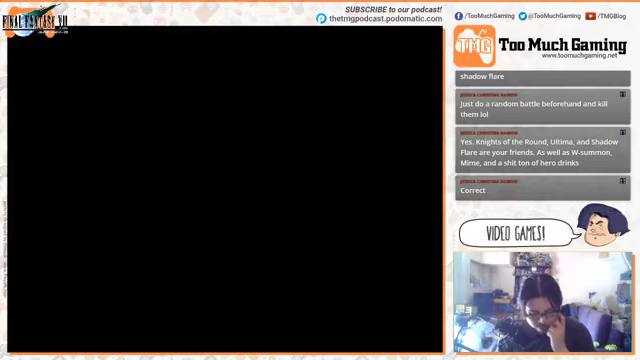 FINAL FANTASY VII
SUBSCRIBE to our podcast!
thetmgpodcast.podomatic.com
/TooMuchGaming
@TooMuchGaming
/TMGBlog
TMG
Too Much Gaming
www.toomuchgaming.net
shadow flare
Just do a random battle beforehand and kill
them lol
Yes. Knights of the Round, Ultima, and Shadow
Flare are your friends. As well as W-summon,
Mime, and a shit ton of hero drinks
Correct
VIDEO GAMES!